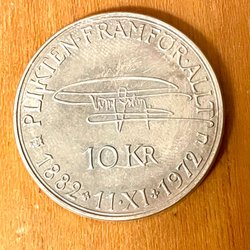 PLIKTEN·FRAMFÖR·ALLT
10 KR
1882 * 11·XI·1972
U